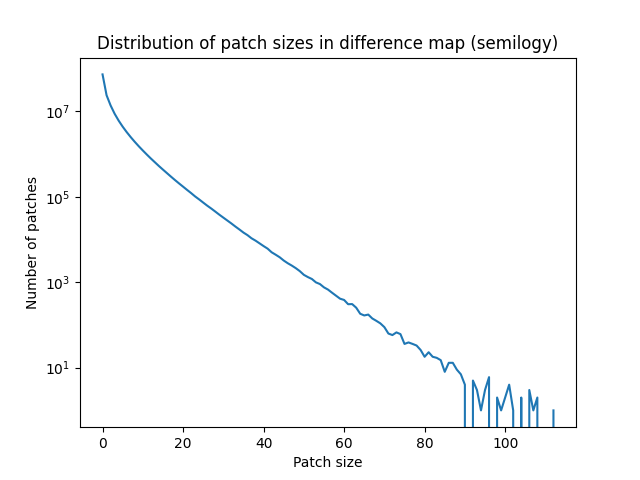 Distribution of patch sizes in difference map (semilogy)
10^7
10^5
10^3
10^1
Number of patches
0 20 40 60 80 100
Patch size